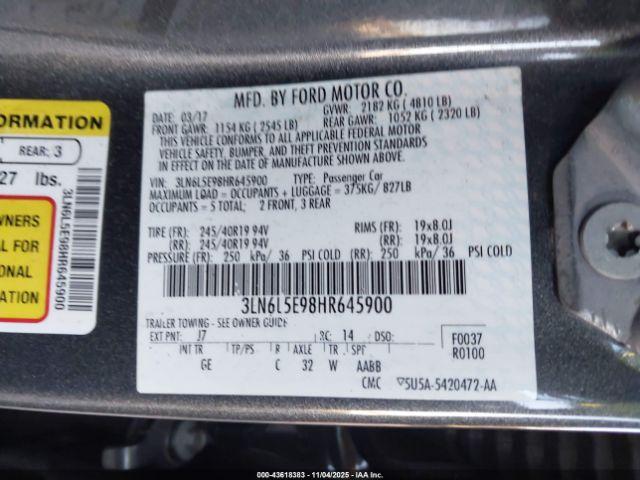 FORMATION
REAR: 3
27 lbs.
OWNERS
AL FOR
ONAL
ATION
3LN6L5E98HR645900
MFD. BY FORD MOTOR CO.
DATE: 03/17 GVWR: 2182 KG ( 4810 LB)
FRONT GAWR: 1154 KG ( 2545 LB) REAR GAWR: 1052 KG ( 2320 LB)
THIS VEHICLE CONFORMS TO ALL APPLICABLE FEDERAL MOTOR
VEHICLE SAFETY, BUMPER, AND THEFT PREVENTION STANDARDS
IN EFFECT ON THE DATE OF MANUFACTURE SHOWN ABOVE.
VIN: 3LN6L5E98HR645900 TYPE: Passenger Car
MAXIMUM LOAD = OCCUPANTS + LUGGAGE = 375KG / 827LB
OCCUPANTS = 5 TOTAL; 2 FRONT, 3 REAR
TIRE (FR): 245/40R19 94V RIMS (FR): 19x8.0J
(RR): 245/40R19 94V (RR): 19x8.0J
PRESSURE (FR): 250 kPa/ 36 PSI COLD (RR): 250 kPa/ 36 PSI COLD
3LN6L5E98HR645900
TRAILER TOWING - SEE OWNER GUIDE
EXT PNT: J7 RC: 14 DSO: F0037
INT TR TP/PS R AXLE TR SPR R0100
GE C 32 W AABB
CMC 5U5A-5420472-AA
000-43618383 - 11/04/2025 - IAAHOLDINGS